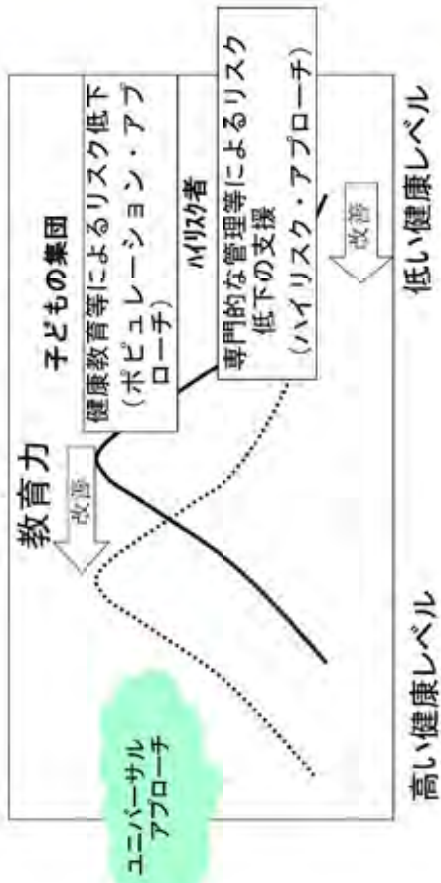 教育力
子どもの集団
改善
健康教育等によるリスク低下
（ポピュレーション・アプ
ローチ）
ハイリスク者
専門的な管理等によるリスク
低下の支援
（ハイリスク・アプローチ）
改善
ユニバーサル
アプローチ
高い健康レベル
低い健康レベル